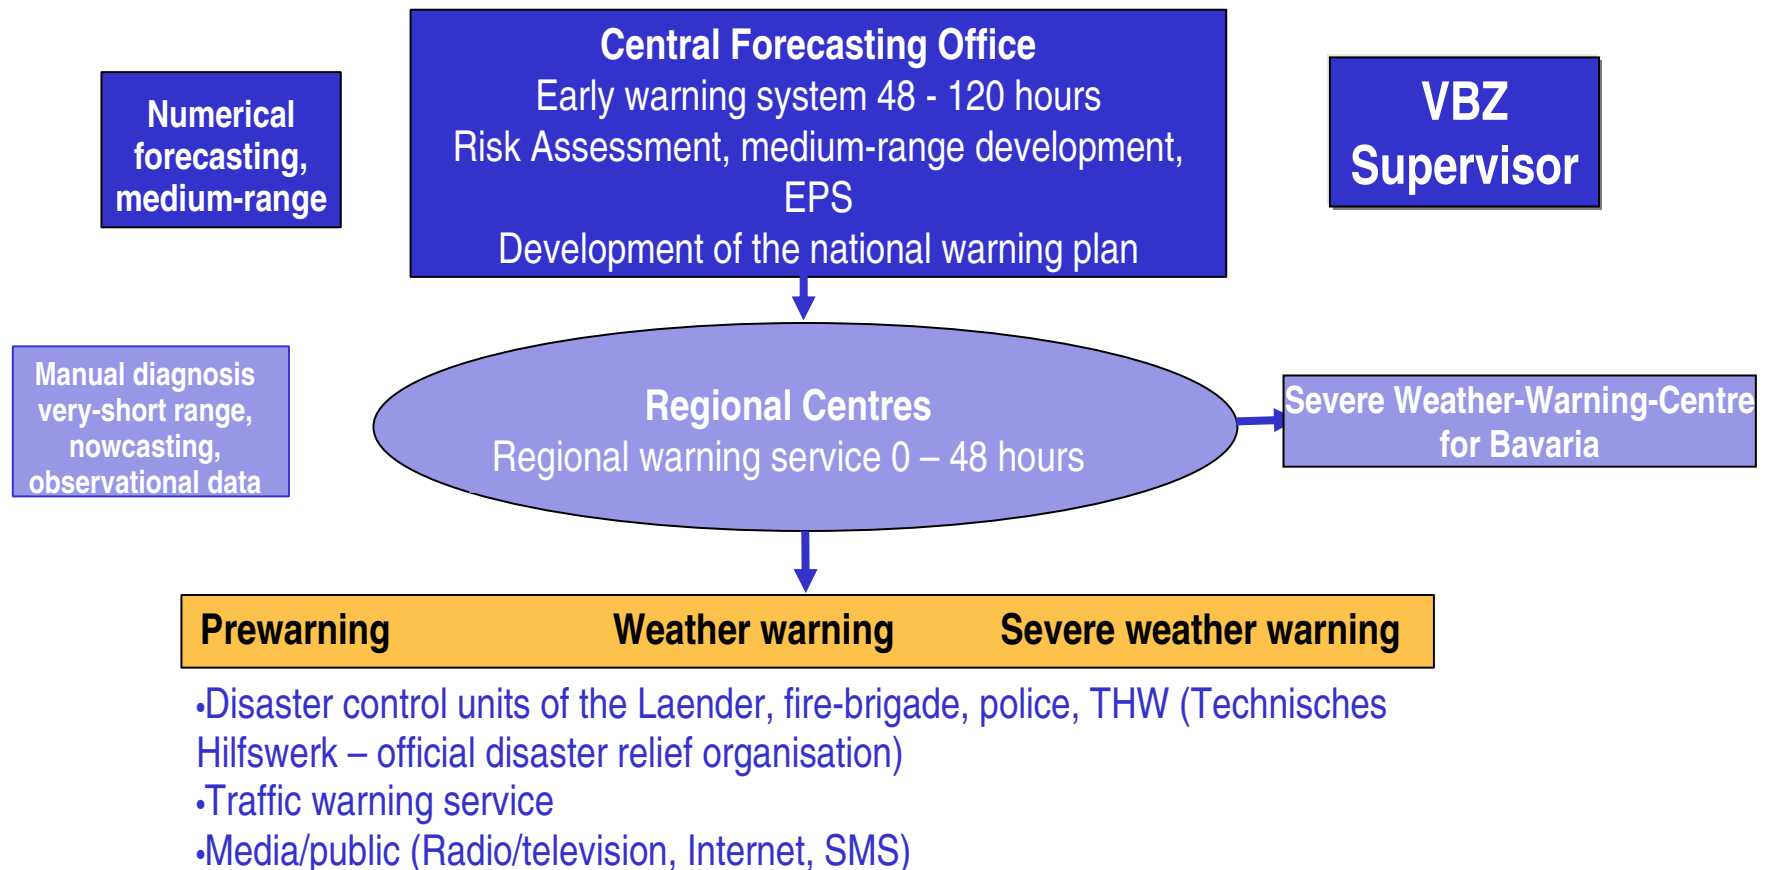 Central Forecasting Office
Early warning system 48 - 120 hours
Risk Assessment, medium-range development,
EPS
Development of the national warning plan
Numerical
forecasting,
medium-range
VBZ
Supervisor
Manual diagnosis
very-short range,
nowcasting,
observational data
Regional Centres
Regional warning service 0 – 48 hours
Severe Weather-Warning-Centre
for Bavaria
Prewarning Weather warning Severe weather warning
•Disaster control units of the Laender, fire-brigade, police, THW (Technisches
Hilfswerk – official disaster relief organisation)
•Traffic warning service
•Media/public (Radio/television, Internet, SMS)